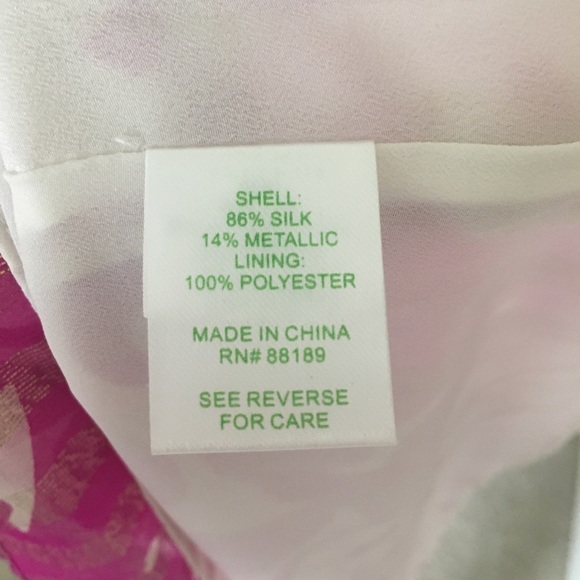 SHELL:
86% SILK
14% METALLIC
LINING:
100% POLYESTER
MADE IN CHINA
RN# 88189
SEE REVERSE
FOR CARE